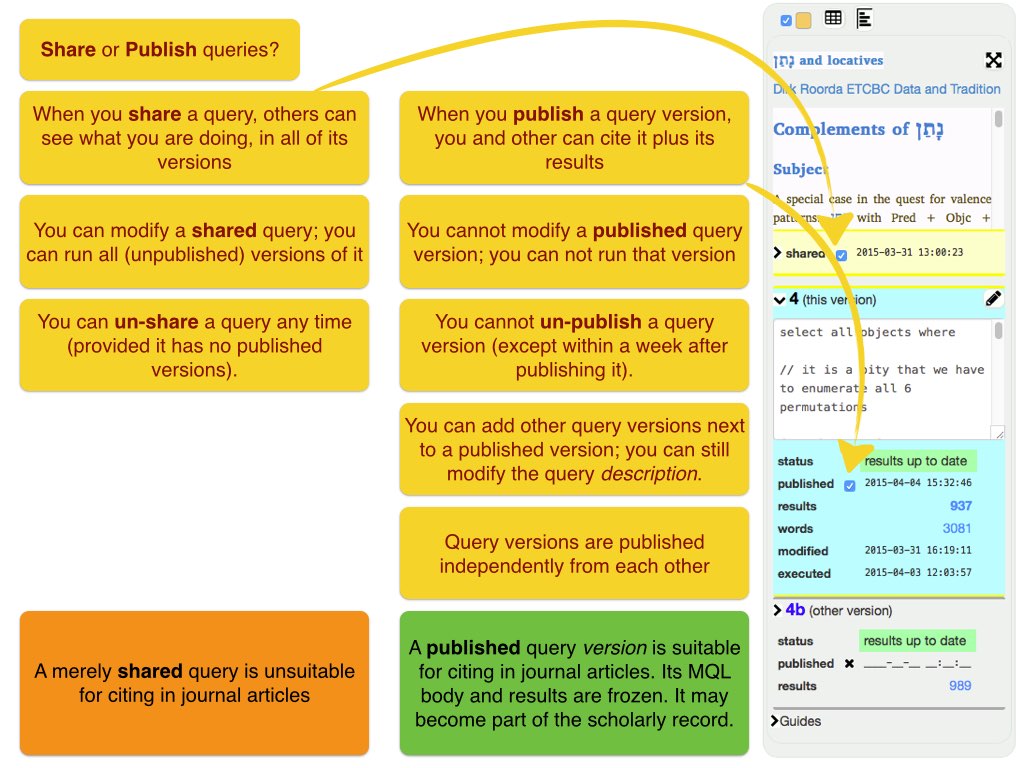 Share or Publish queries?
When you share a query, others can
see what you are doing, in all of its
versions
You can modify a shared query; you
can run all (unpublished) versions of it
You can un-share a query any time
(provided it has no published
versions).
A merely shared query is unsuitable
for citing in journal articles
When you publish a query version,
you and other can cite it plus its
results
You cannot modify a published query
version; you can not run that version
You cannot un-publish a query
version (except within a week after
publishing it).
You can add other query versions next
to a published version; you can still
modify the query description.
Query versions are published
independently from each other
A published query version is suitable
for citing in journal articles. Its MQL
body and results are frozen. It may
become part of the scholarly record.
נָתַן and locatives
Dirk Roorda ETCBC Data and Tradition
Complements of נָתַן
Subject
A special case in the quest for valence
patterns. with Pred + Objc +
shared 2015-03-31 13:00:23
4 (this version)
select all objects where
// it is a pity that we have
to enumerate all 6
permutations
status results up to date
published 2015-04-04 15:32:46
results 937
words 3081
modified 2015-03-31 16:19:11
executed 2015-04-03 12:03:57
4b (other version)
status results up to date
published ✖ ____-__-__ __:__:__
results 989
Guides